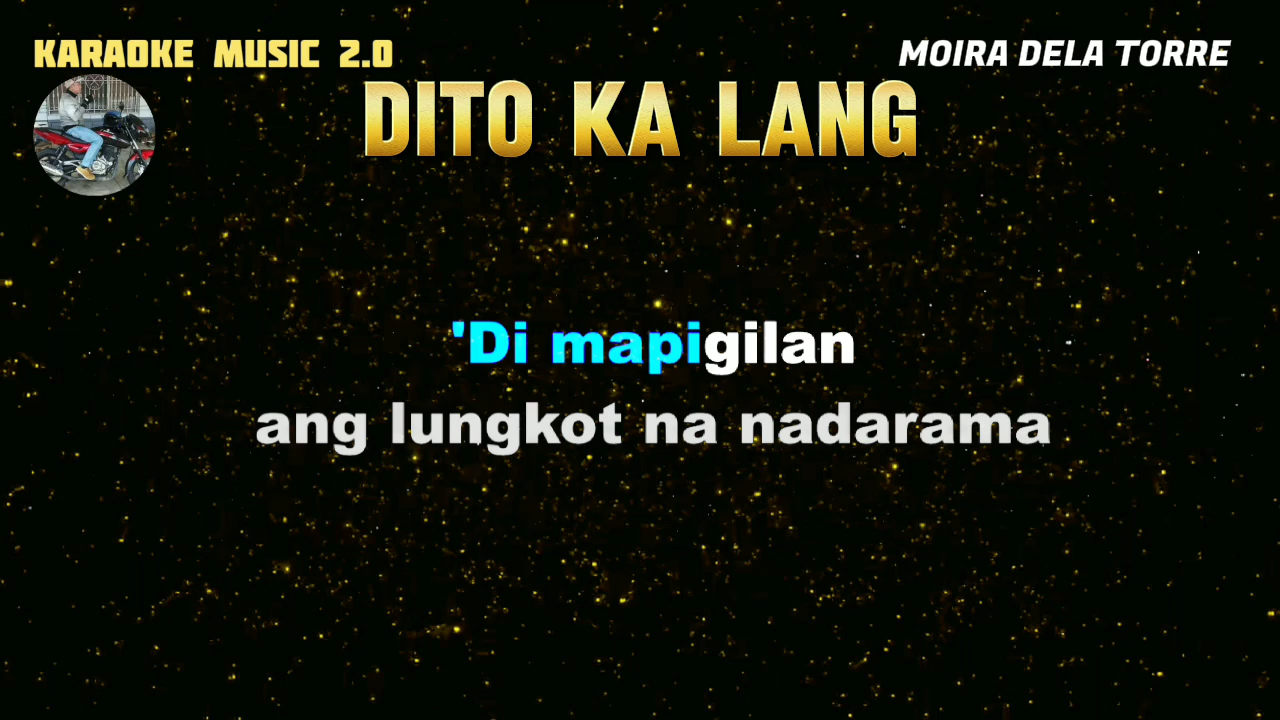 KARAOKE MUSIC 2.0
MOIRA DELA TORRE
DITO KA LANG
'Di mapigilan
ang lungkot na nadarama